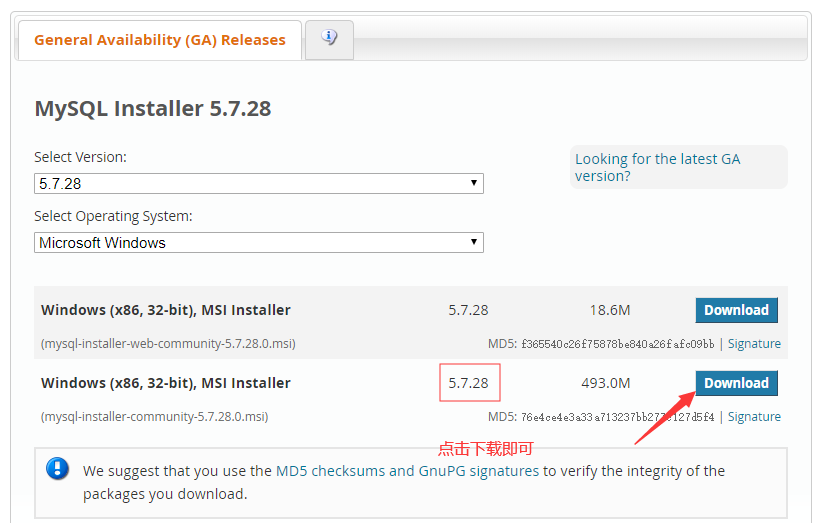 General Availability (GA) Releases
MySQL Installer 5.7.28
Select Version:
5.7.28
Looking for the latest GA
version?
Select Operating System:
Microsoft Windows
Windows (x86, 32-bit), MSI Installer 5.7.28 18.6M Download
(mysql-installer-web-community-5.7.28.0.msi) MD5: f365540c26f75878be840a26fafc09bb | Signature
Windows (x86, 32-bit), MSI Installer 5.7.28 493.0M Download
(mysql-installer-community-5.7.28.0.msi) MD5: | Signature
点击下载即可
We suggest that you use the MD5 checksums and GnuPG signatures to verify the integrity of the
packages you download.